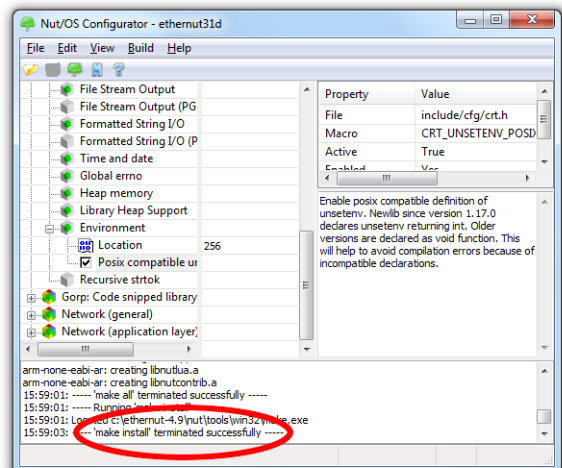 Nut/OS Configurator - ethernut31d
File Edit View Build Help
File Stream Output
File Stream Output (PG
Formatted String I/O
Formatted String I/O (P
Time and date
Global errno
Heap memory
Library Heap Support
Environment
Location 256
Posix compatible ur
Recursive strtok
Gorp: Code snipped library
Network (general)
Network (application layer)
Property Value
File include/cfg/crt.h
Macro CRT_UNSETENV_POSIX
Active True
Enabled Yes
Enable posix compatible definition of
unsetenv. Newlib since version 1.17.0
declares unsetenv returning int. Older
versions are declared as void function. This
will help to avoid compilation errors because of
incompatible declarations.
arm-none-eabi-ar: creating libnutlua.a
arm-none-eabi-ar: creating libnutcontrib.a
15:59:01: ----- 'make all' terminated successfully -----
15:59:01: ----- Running 'make install'
15:59:01: Located c:\ethernut-4.9\nut\tools\win32\make.exe
15:59:03: ----- 'make install' terminated successfully -----